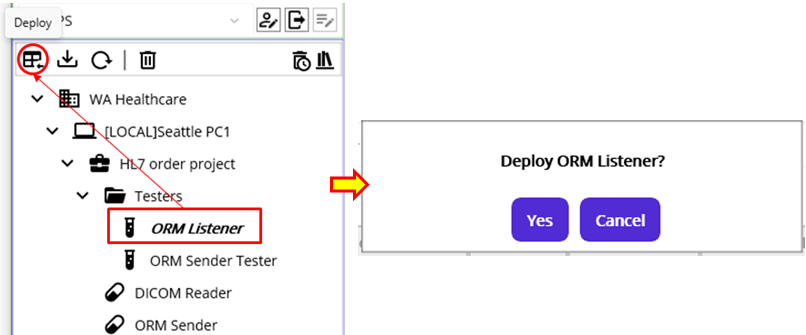 Deploy
PS
WA Healthcare
[LOCAL]Seattle PC1
HL7 order project
Testers
ORM Listener
ORM Sender Tester
DICOM Reader
ORM Sender
Deploy ORM Listener?
Yes
Cancel